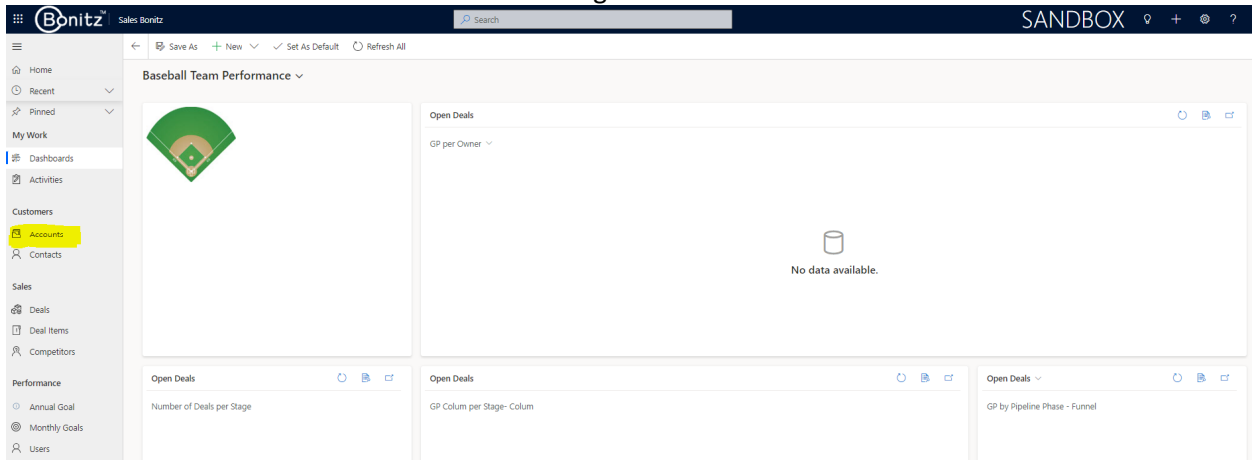 Bonitz™ Sales Bonitz
Search
SANDBOX
Save As New Set As Default Refresh All
Home
Recent
Pinned
My Work
Dashboards
Activities
Customers
Accounts
Contacts
Sales
Deals
Deal Items
Competitors
Performance
Annual Goal
Monthly Goals
Users
Baseball Team Performance
Open Deals
GP per Owner
No data available.
Open Deals
Number of Deals per Stage
Open Deals
GP Colum per Stage- Colum
Open Deals
GP by Pipeline Phase - Funnel